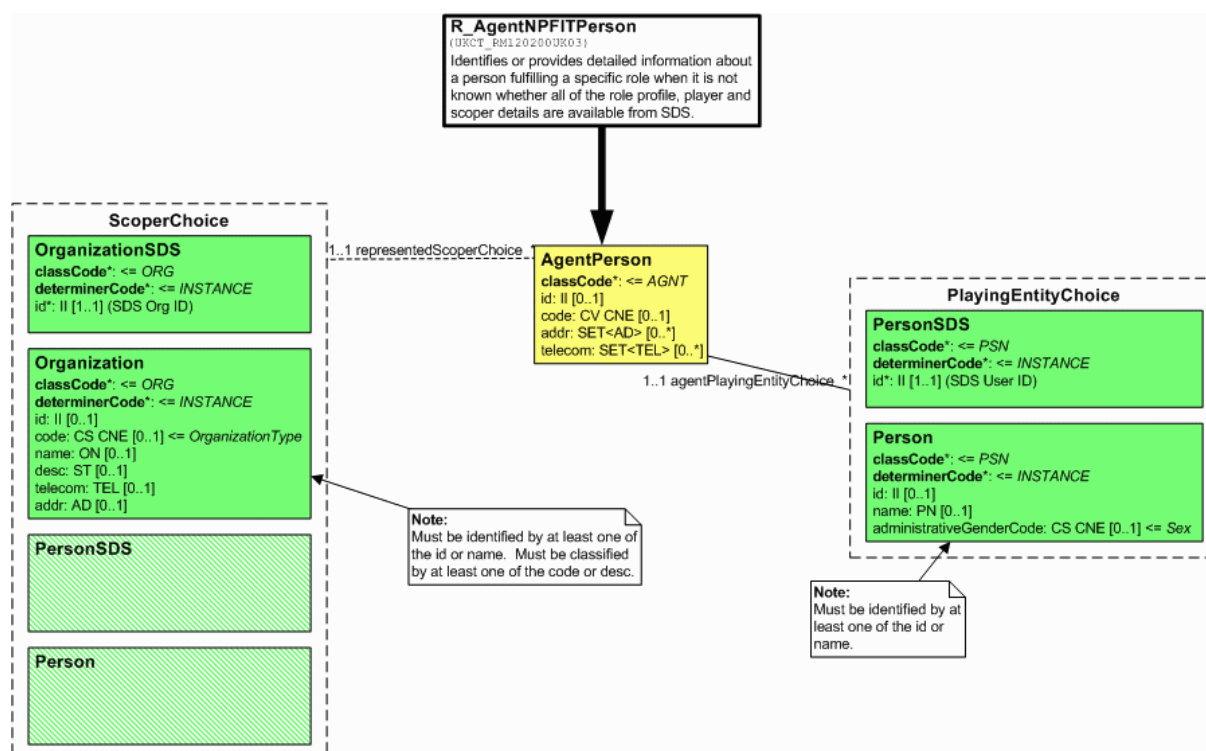 R_AgentNPFITPerson
(UKCT_RM120200UK03)
Identifies or provides detailed information about
a person fulfilling a specific role when it is not
known whether all of the role profile, player and
scoper details are available from SDS.
ScoperChoice
OrganizationSDS
classCode*: <= ORG
determinerCode*: <= INSTANCE
id*: II [1..1] (SDS Org ID)
Organization
classCode*: <= ORG
determinerCode*: <= INSTANCE
id: II [0..1]
code: CS CNE [0..1] <= OrganizationType
name: ON [0..1]
desc: ST [0..1]
telecom: TEL [0..1]
addr: AD [0..1]
PersonSDS
Person
1..1 representedScoperChoice *
AgentPerson
classCode*: <= AGNT
id: II [0..1]
code: CV CNE [0..1]
addr: SET<AD> [0..*]
telecom: SET<TEL> [0..*]
1..1 agentPlayingEntityChoice *
PlayingEntityChoice
PersonSDS
classCode*: <= PSN
determinerCode*: <= INSTANCE
id*: II [1..1] (SDS User ID)
Person
classCode*: <= PSN
determinerCode*: <= INSTANCE
id: II [0..1]
name: PN [0..1]
administrativeGenderCode: CS CNE [0..1] <= Sex
Note:
Must be identified by at least one of
the id or name. Must be classified
by at least one of the code or desc.
Note:
Must be identified by at
least one of the id or
name.